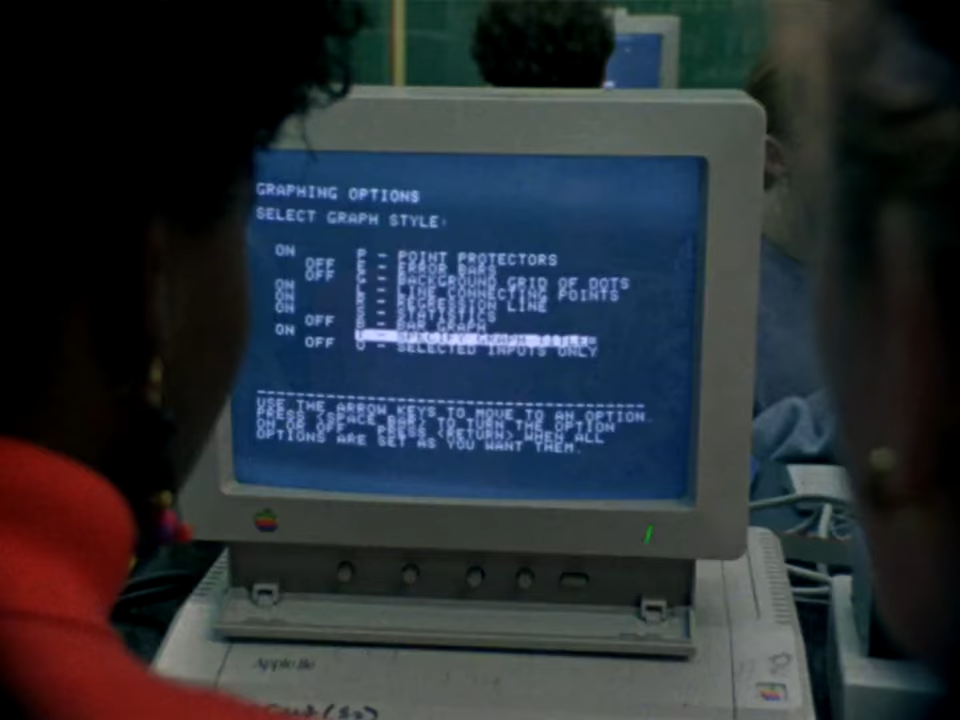 GRAPHING OPTIONS
SELECT GRAPH STYLE:
ON P - POINT PROTECTORS
OFF E - ERROR BARS
OFF G - BACKGROUND GRID OF DOTS
ON - LINE CONNECTING POINTS
ON - REGRESSION LINE
ON S - STATISTICS
OFF B - BAR GRAPH
ON T - SPECIFY GRAPH TITLE
OFF - SELECTED INPUTS ONLY
USE THE ARROW KEYS TO MOVE TO AN OPTION.
PRESS <SPACE BAR> TO TURN THE OPTION
ON OR OFF. PRESS <RETURN> WHEN ALL
OPTIONS ARE SET AS YOU WANT THEM.
Apple IIe